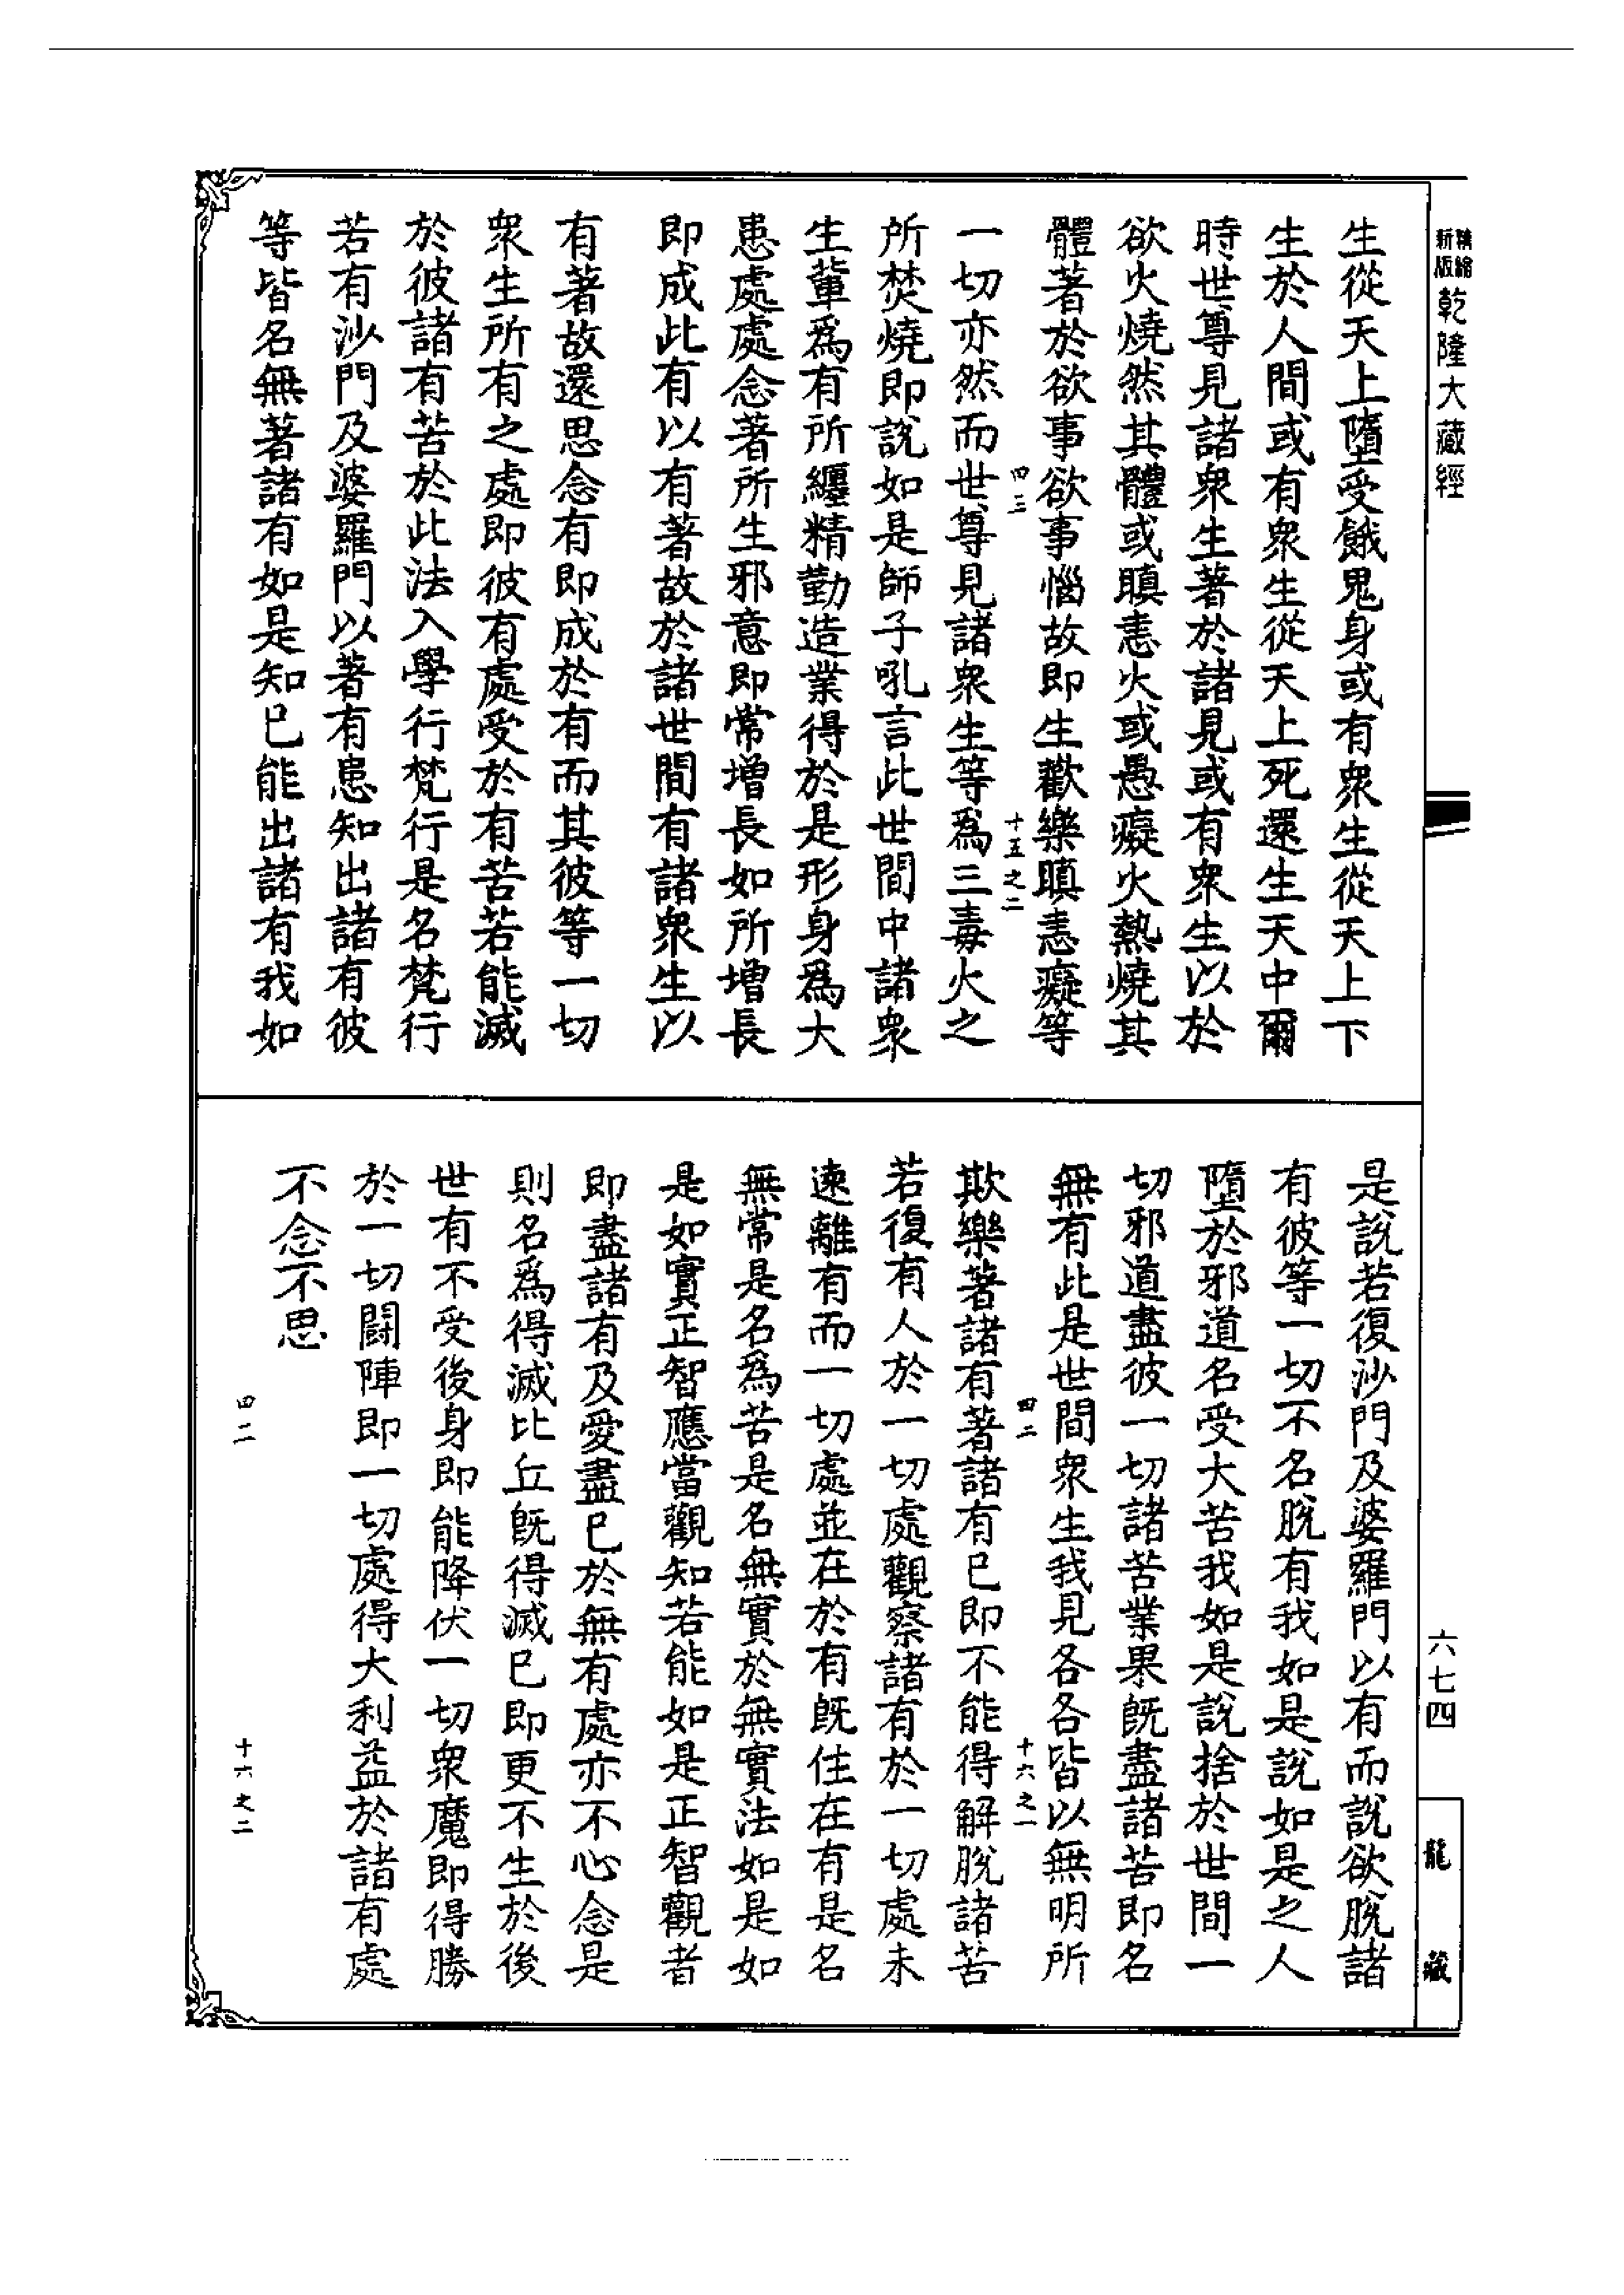 精繪
新版
乾隆大藏經
生從天上墮受餓鬼身或有衆生從天上下
生於人間或有衆生從天上死還生天中爾
時世尊見諸衆生著於諸見或有衆生以於
欲火燒然其體或瞋恚火或愚癡火熱燒其
體著於欲事欲事惱故即生歡樂瞋恚癡等
四三
十五之二
一切亦然而世尊見諸衆生等爲三毒火之
所焚燒即說如是師子吼言此世間中諸衆
生輩爲有所纏精勤造業得於是形身爲大
患處處念著所生邪意即常增長如所增長
即成此有以有著故於諸世間有諸衆生以
有著故還思念有即成於有而其彼等一切
衆生所有之處即彼有處受於有苦若能滅
於彼諸有苦於此法入學行梵行是名梵行
若有沙門及婆羅門以著有患知出諸有彼
等皆名無著諸有如是知已能出諸有我如
是說若復沙門及婆羅門以有而說欲脫諸
有彼等一切不名脫有我如是說如是之人
墮於邪道名受大苦我如是說捨於世間一
切邪道盡彼一切諸苦業果既盡諸苦即名
無有此是世間衆生我見各各皆以無明所
四二
十六之一
欺樂著諸有著諸有已即不能得解脫諸苦
若復有人於一切處觀察諸有於一切處未
速離有而一切處並在於有既住在有是名
無常是名爲苦是名無實於無實法如是如
是如實正智應當觀知若能如是正智觀者
即盡諸有及愛盡已於無有處亦不心念是
則名爲得滅比丘既得滅已即更不生於後
世有不受後身即能降伏一切衆魔即得勝
於一切鬪陣即一切處得大利益於諸有處
不念不思
四二
十六之二
六七四
龍藏